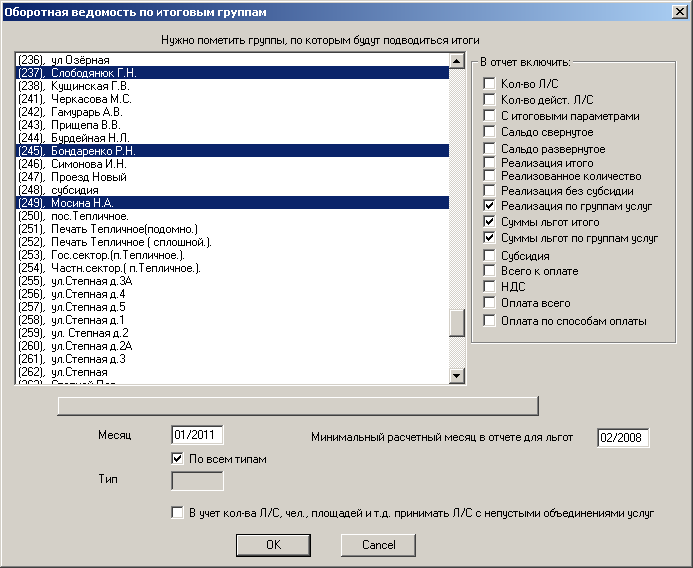 Оборотная ведомость по итоговым группам
Нужно пометить группы, по которым будут подводиться итоги
(236), ул Озёрная
(237), Слободянюк Г.Н.
(238), Кущинская Г.В.
(241), Черкасова М.С.
(242), Гамурарь А.В.
(243), Прищепа В.В.
(244), Бурдейная Н.Л.
(245), Бондаренко Р.Н.
(246), Симонова И.Н.
(247), Проезд Новый
(248), субсидия
(249), Мосина Н.А.
(250), пос.Тепличное.
(251), Печать Тепличное(подомно.)
(252), Печать Тепличное ( сплошной.).
(253), Гос.сектор.(п.Тепличное.).
(254), Частн.сектор.( п.Тепличное.).
(255), ул.Степная д.3А
(256), ул.Степная д.4
(257), ул.Степная д.5
(258), ул.Степная д.1
(259), ул. Степная д.2
(260), ул.Степная д.2А
(261), ул.Степная д.3
(262), ул.Степная
В отчет включить:
Кол-во Л/С
Кол-во дейст. Л/С
С итоговыми параметрами
Сальдо свернутое
Сальдо развернутое
Реализация итого
Реализованное количество
Реализация без субсидии
Реализация по группам услуг
Суммы льгот итого
Суммы льгот по группам услуг
Субсидия
Всего к оплате
НДС
Оплата всего
Оплата по способам оплаты
Месяц 01/2011 Минимальный расчетный месяц в отчете для льгот 02/2008
По всем типам
Тип
В учет кол-ва Л/С, чел., площадей и т.д. принимать Л/С с непустыми объединениями услуг
OK Cancel